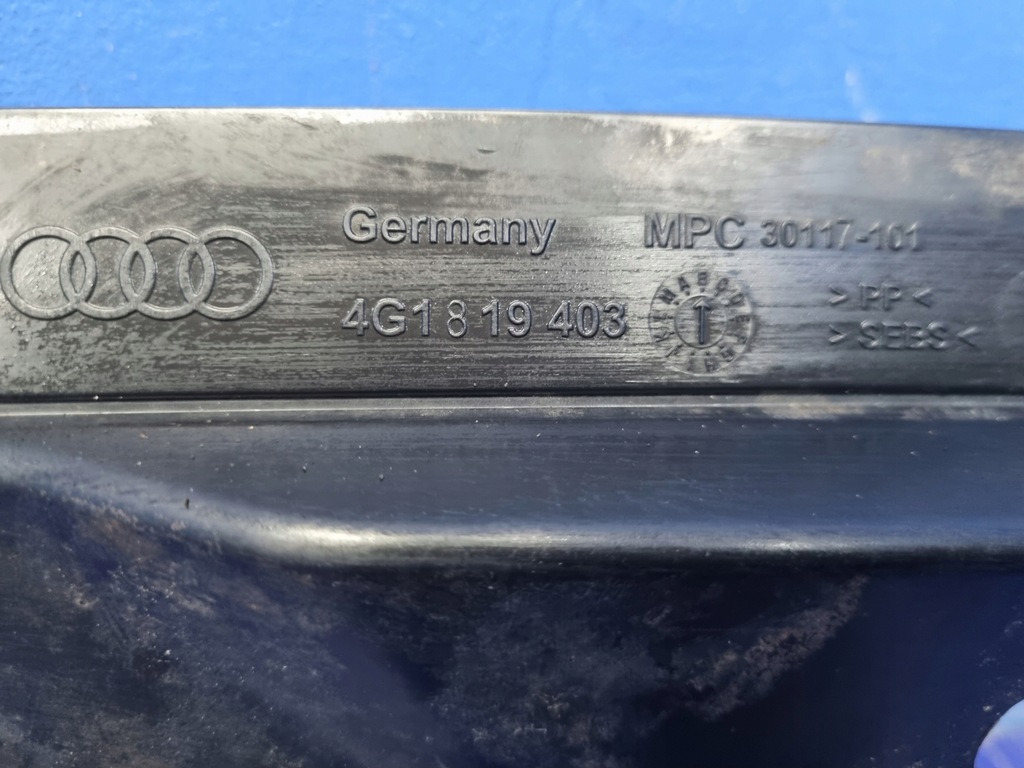 Germany
MPC 30117-101
4G1 819 403
> PP <
> SEBS <